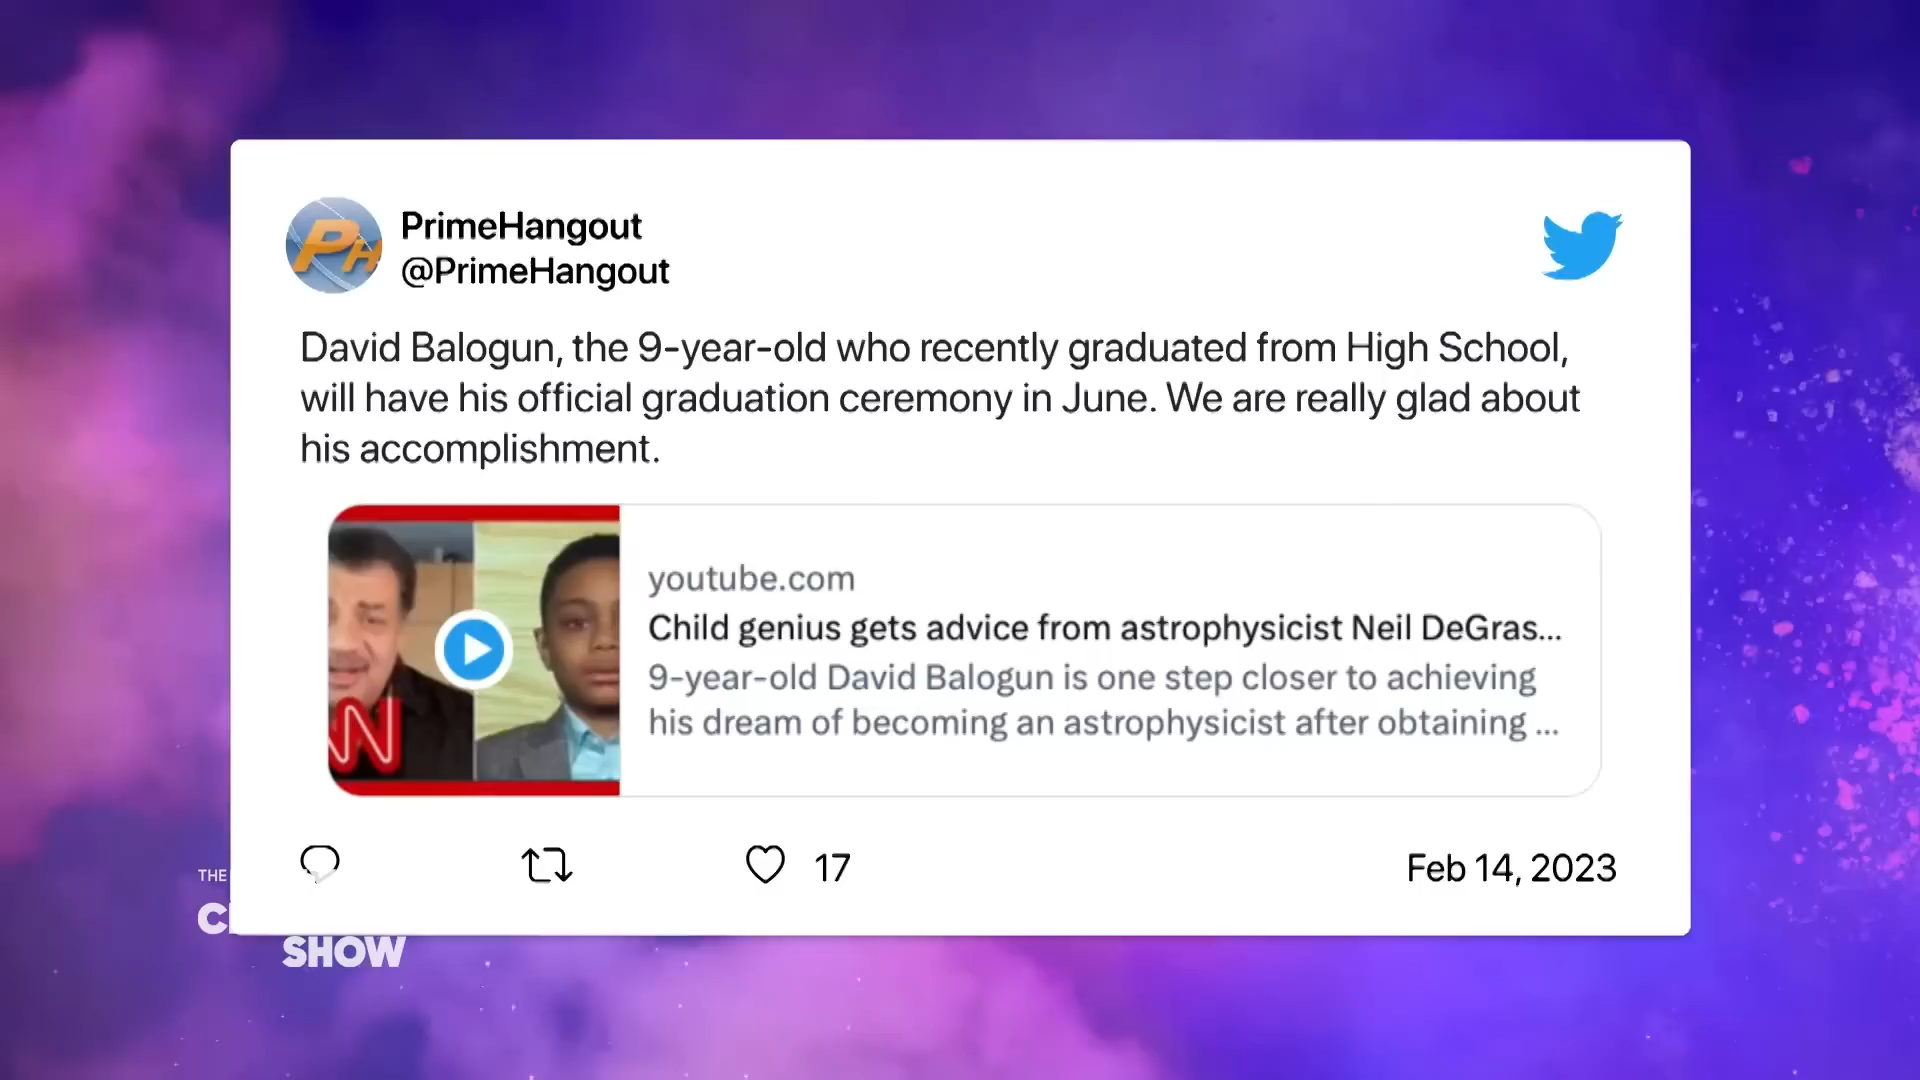 PrimeHangout
@PrimeHangout
David Balogun, the 9-year-old who recently graduated from High School,
will have his official graduation ceremony in June. We are really glad about
his accomplishment.
youtube.com
Child genius gets advice from astrophysicist Neil DeGras...
9-year-old David Balogun is one step closer to achieving
his dream of becoming an astrophysicist after obtaining ...
17
Feb 14, 2023
PH
THE
SHOW